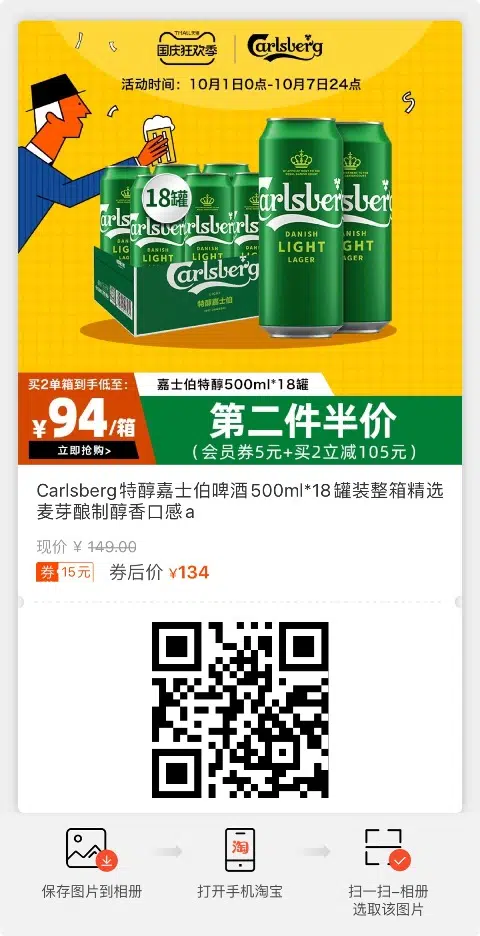 TMALL天猫
国庆狂欢季
Carlsberg
活动时间：10月1日0点-10月7日24点
18罐
Carlsberg
DANISH
LIGHT
LAGER
Carlsberg
特醇嘉士伯
买2单箱到手低至：
嘉士伯特醇500ml*18罐
¥94/箱
第二件半价
立即抢购>
（会员券5元+买2立减105元）
Carlsberg特醇嘉士伯啤酒500ml*18罐装整箱精选
麦芽酿制醇香口感a
现价 ¥ 149.00
券 15元 券后价 ¥134
淘
保存图片到相册
打开手机淘宝
扫一扫-相册
选取该图片